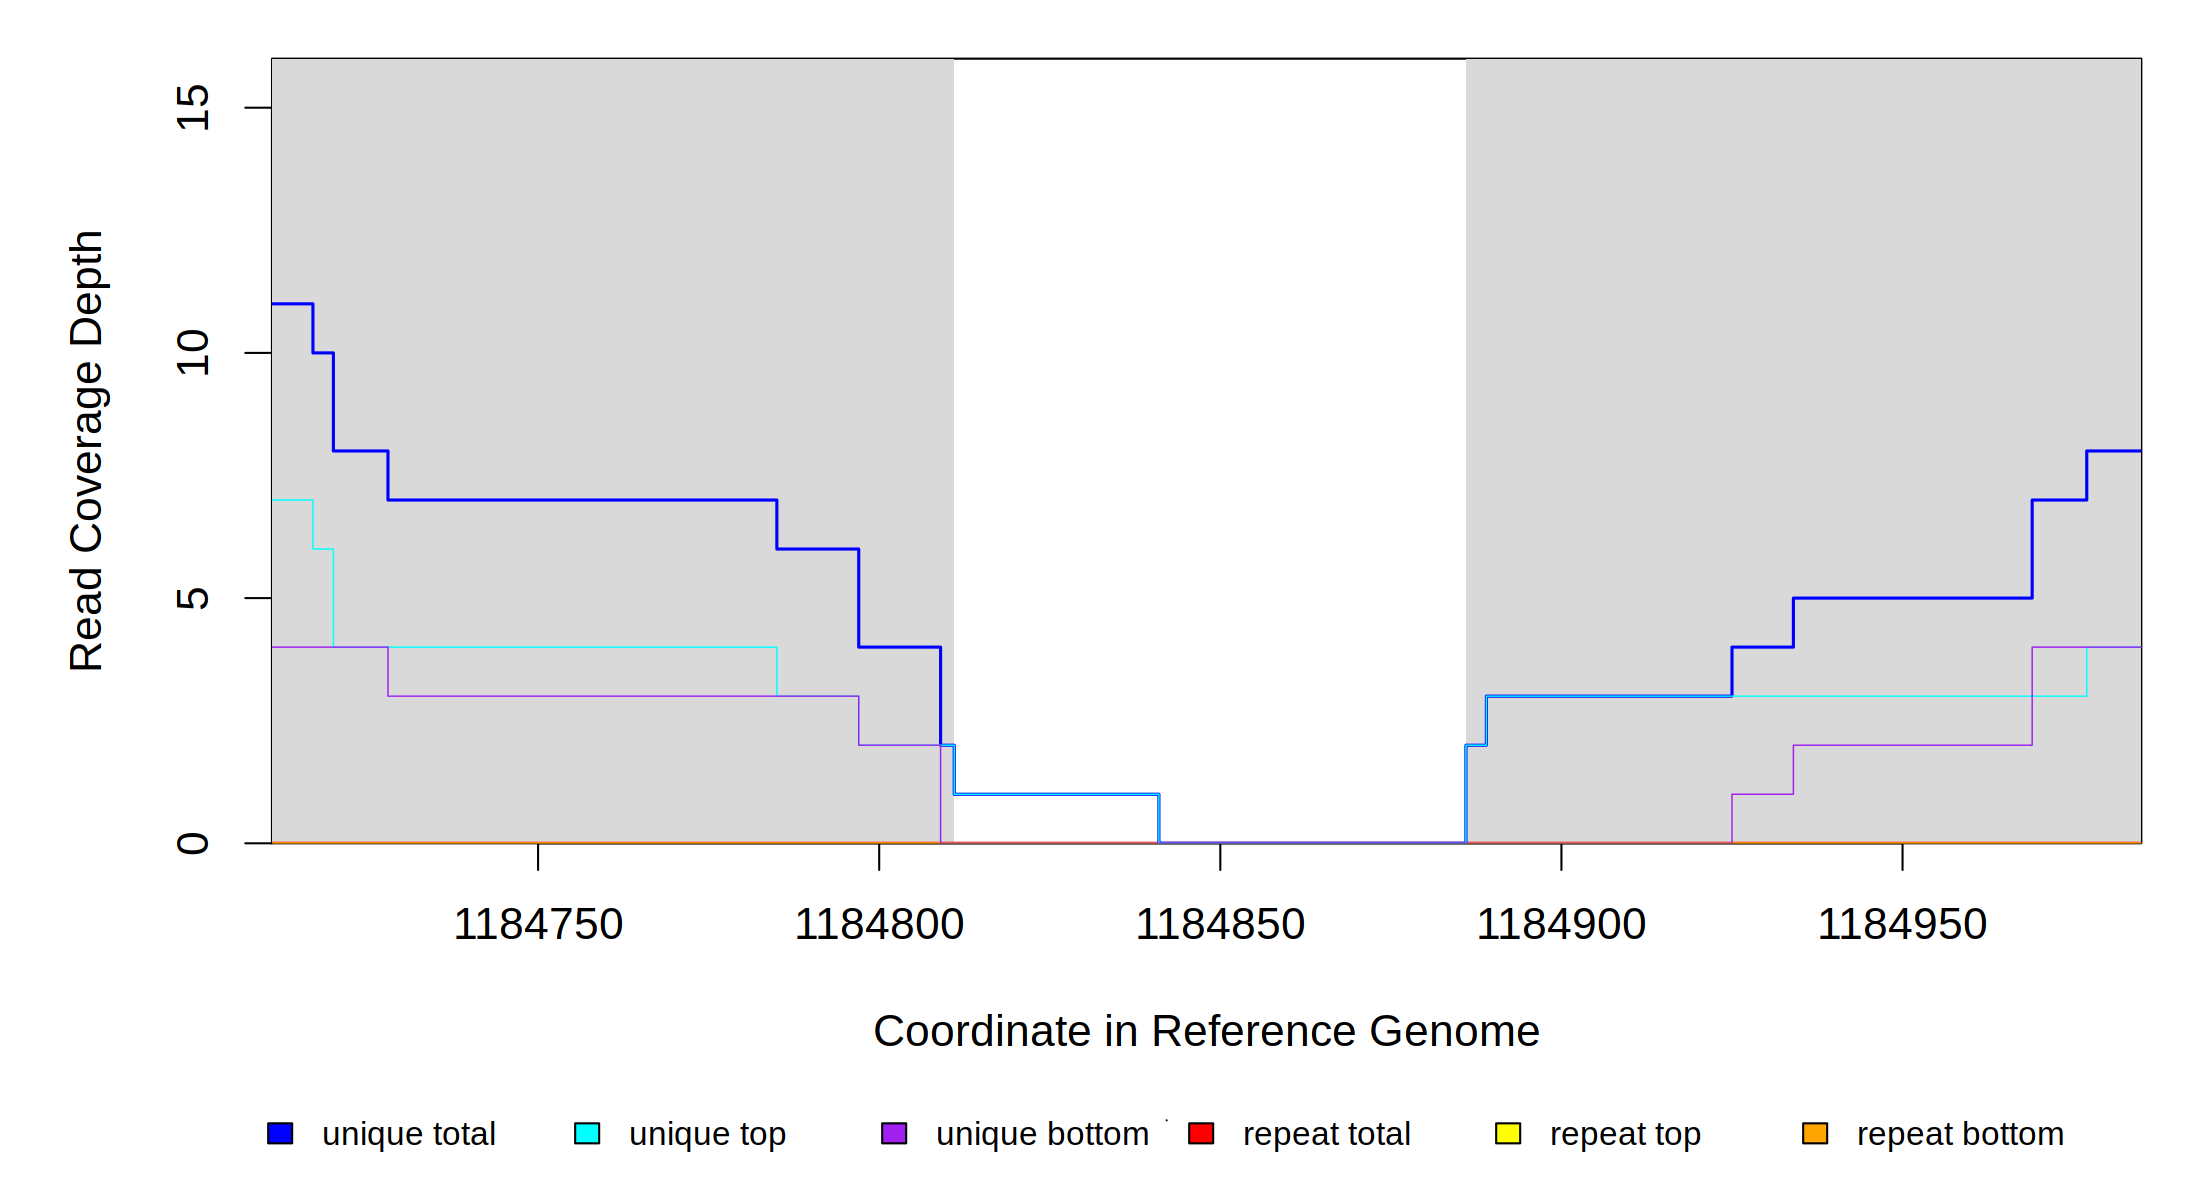 15
10
5
0
Read Coverage Depth
1184750 1184800 1184850 1184900 1184950
Coordinate in Reference Genome
unique total unique top unique bottom repeat total repeat top repeat bottom